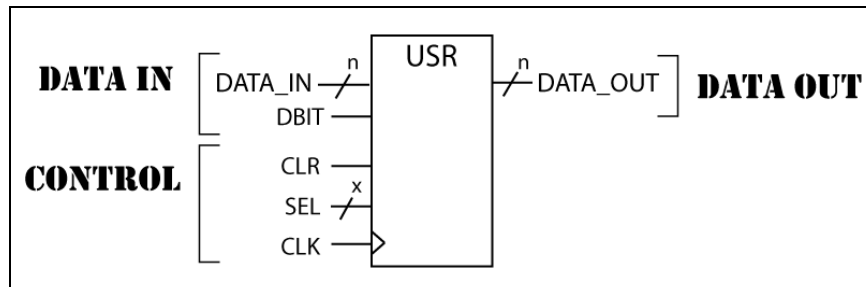 USR
DATA IN
DATA_IN
n
DBIT
n
DATA_OUT
DATA OUT
CONTROL
CLR
SEL
x
CLK